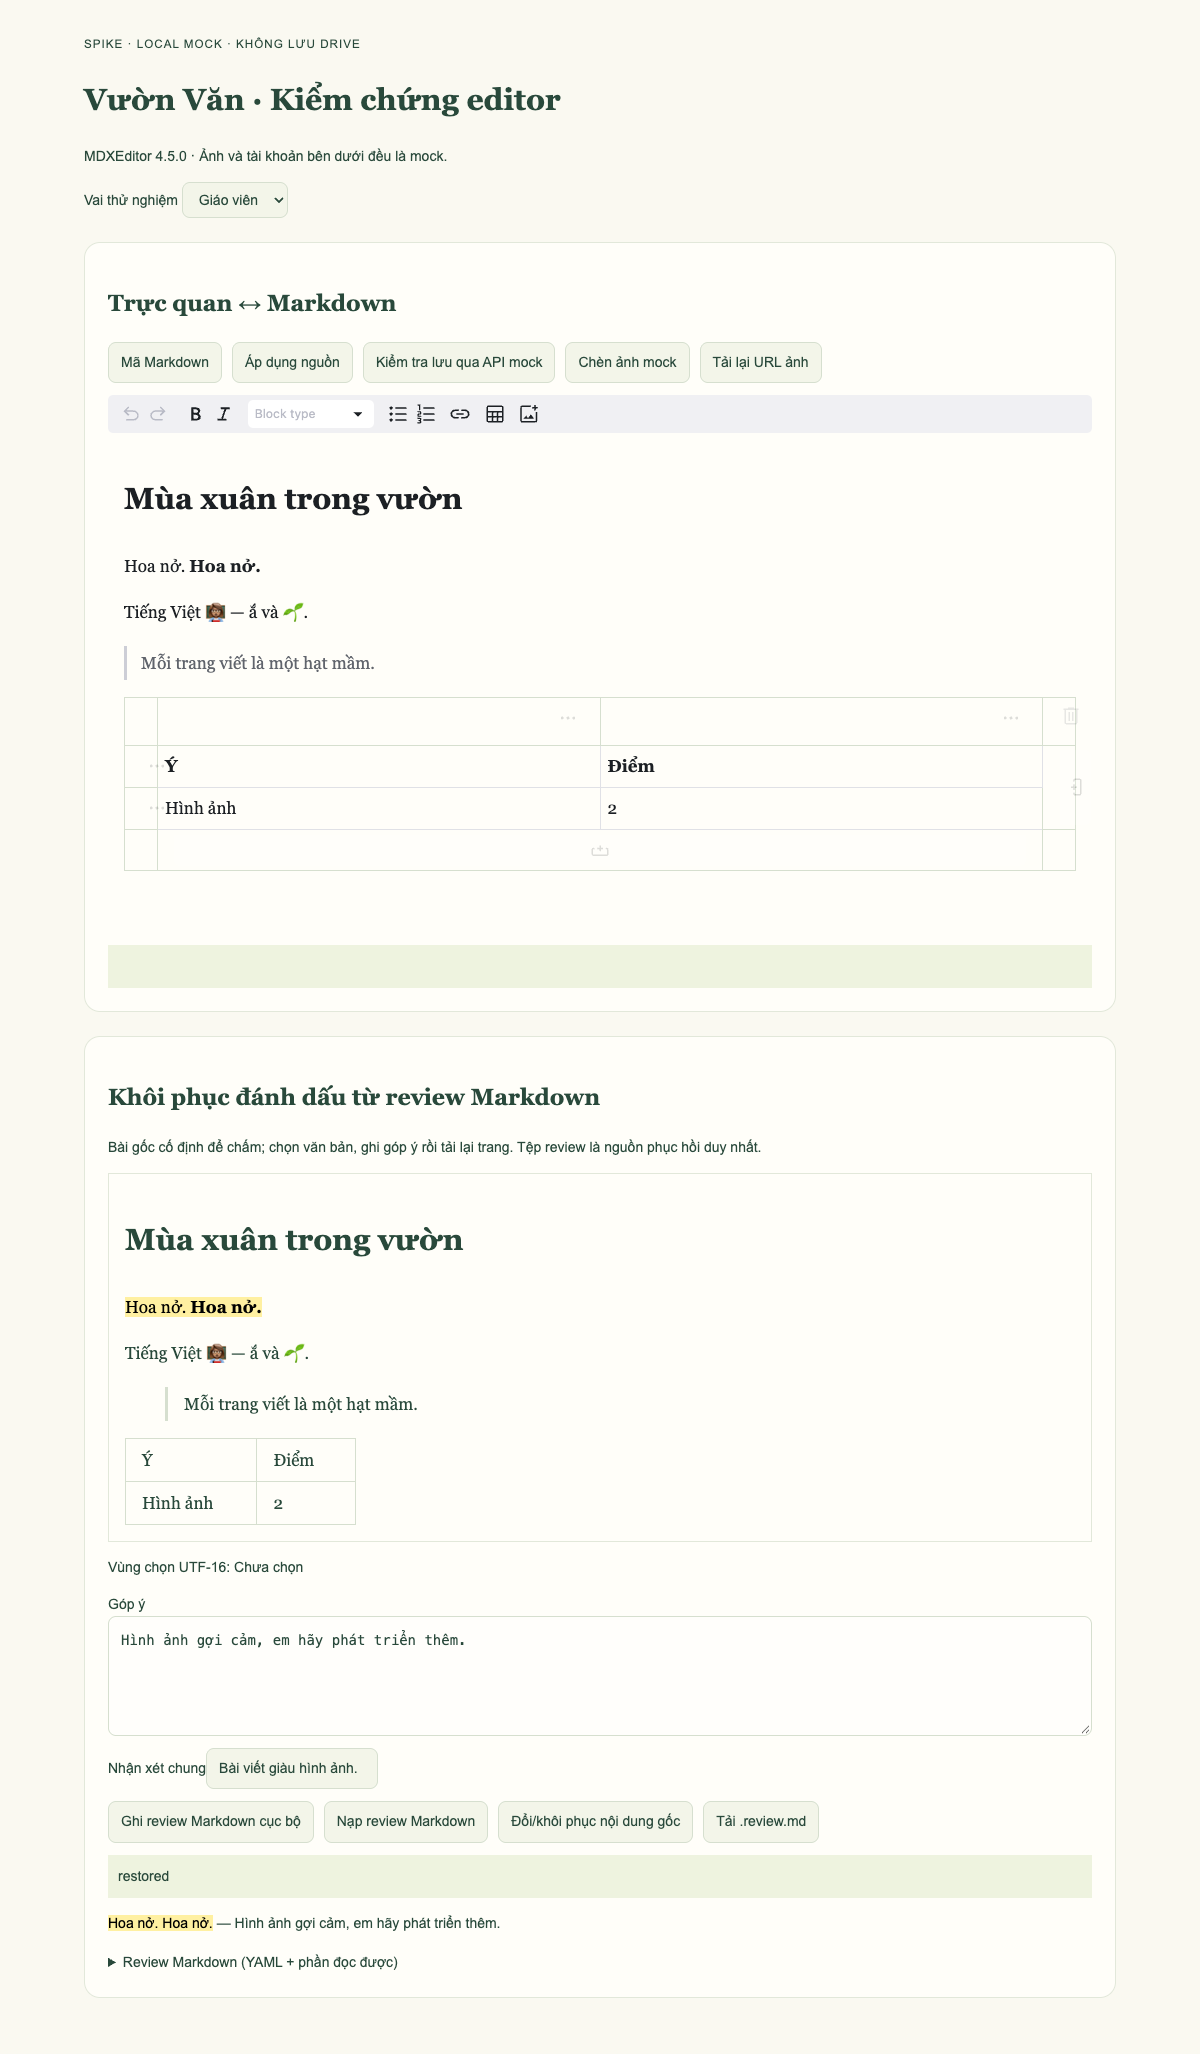 SPIKE · LOCAL MOCK · KHÔNG LƯU DRIVE
Vườn Văn · Kiểm chứng editor
MDXEditor 4.5.0 · Ảnh và tài khoản bên dưới đều là mock.
Vai thử nghiệm Giáo viên
Trực quan ↔ Markdown
Mã Markdown Áp dụng nguồn Kiểm tra lưu qua API mock Chèn ảnh mock Tải lại URL ảnh
B I Block type
Mùa xuân trong vườn
Hoa nở. Hoa nở.
Tiếng Việt 👩🏽‍🏫 — ắ và 🌱.
Mỗi trang viết là một hạt mầm.
Ý Điểm
Hình ảnh 2
Khôi phục đánh dấu từ review Markdown
Bài gốc cố định để chấm; chọn văn bản, ghi góp ý rồi tải lại trang. Tệp review là nguồn phục hồi duy nhất.
Mùa xuân trong vườn
Hoa nở. Hoa nở.
Tiếng Việt 👩🏽‍🏫 — ắ và 🌱.
Mỗi trang viết là một hạt mầm.
Ý Điểm
Hình ảnh 2
Vùng chọn UTF-16: Chưa chọn
Góp ý
Hình ảnh gợi cảm, em hãy phát triển thêm.
Nhận xét chung Bài viết giàu hình ảnh.
Ghi review Markdown cục bộ Nạp review Markdown Đổi/khôi phục nội dung gốc Tải .review.md
restored
Hoa nở. Hoa nở. — Hình ảnh gợi cảm, em hãy phát triển thêm.
▶ Review Markdown (YAML + phần đọc được)